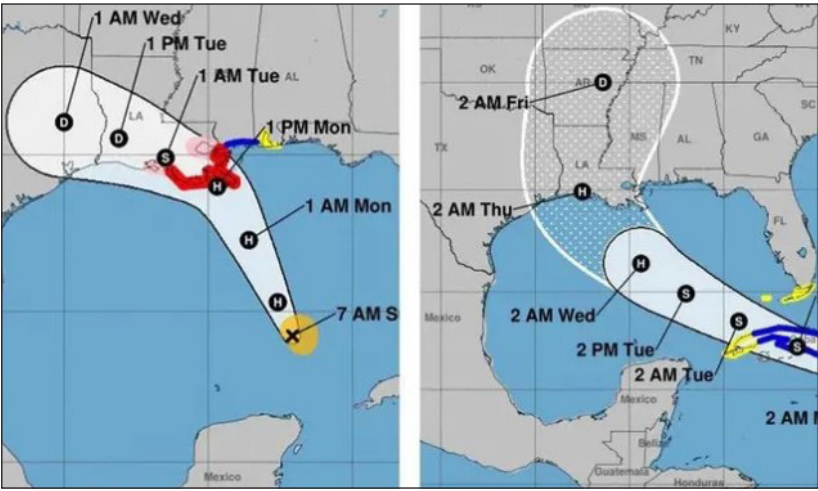 1 AM Wed
1 PM Tue
1 AM Tue
AL
LA
1 PM Mon
1 AM Mon
7 AM S
Mexico
D
D
S
H
H
H
KY
OK
TN
AR
SC
2 AM Fri
D
MS
AL
GA
TX
LA
H
2 AM Thu
FL
H
2 AM Wed
S
Mexico
S
2 PM Tue
S
2 AM Tue
Mexico
2 AM
Belize
Guatemala
Honduras